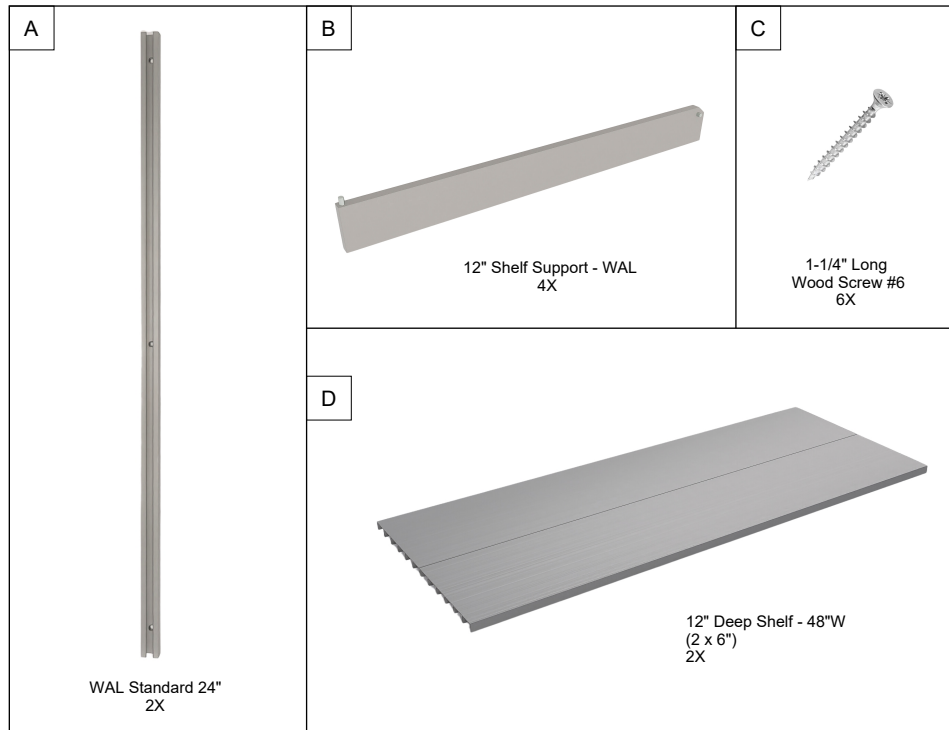 A
WAL Standard 24"
2X
B
12" Shelf Support - WAL
4X
C
1-1/4" Long
Wood Screw #6
6X
D
12" Deep Shelf - 48"W
(2 x 6")
2X